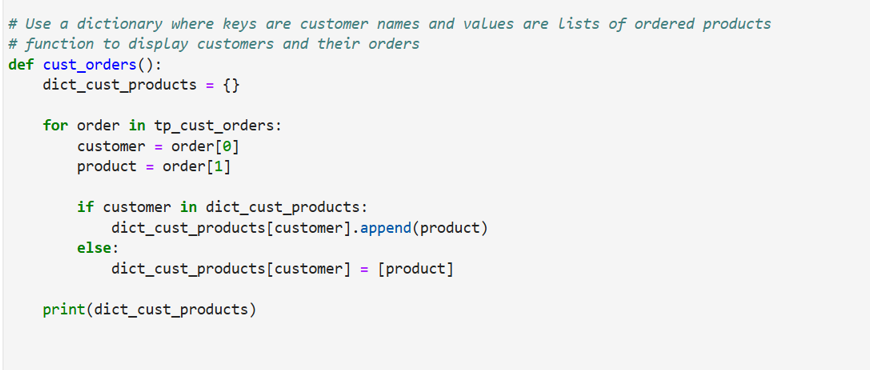 # Use a dictionary where keys are customer names and values are lists of ordered products
# function to display customers and their orders
def cust_orders():
    dict_cust_products = {}
    for order in tp_cust_orders:
        customer = order[0]
        product = order[1]
        if customer in dict_cust_products:
            dict_cust_products[customer].append(product)
        else:
            dict_cust_products[customer] = [product]
    print(dict_cust_products)